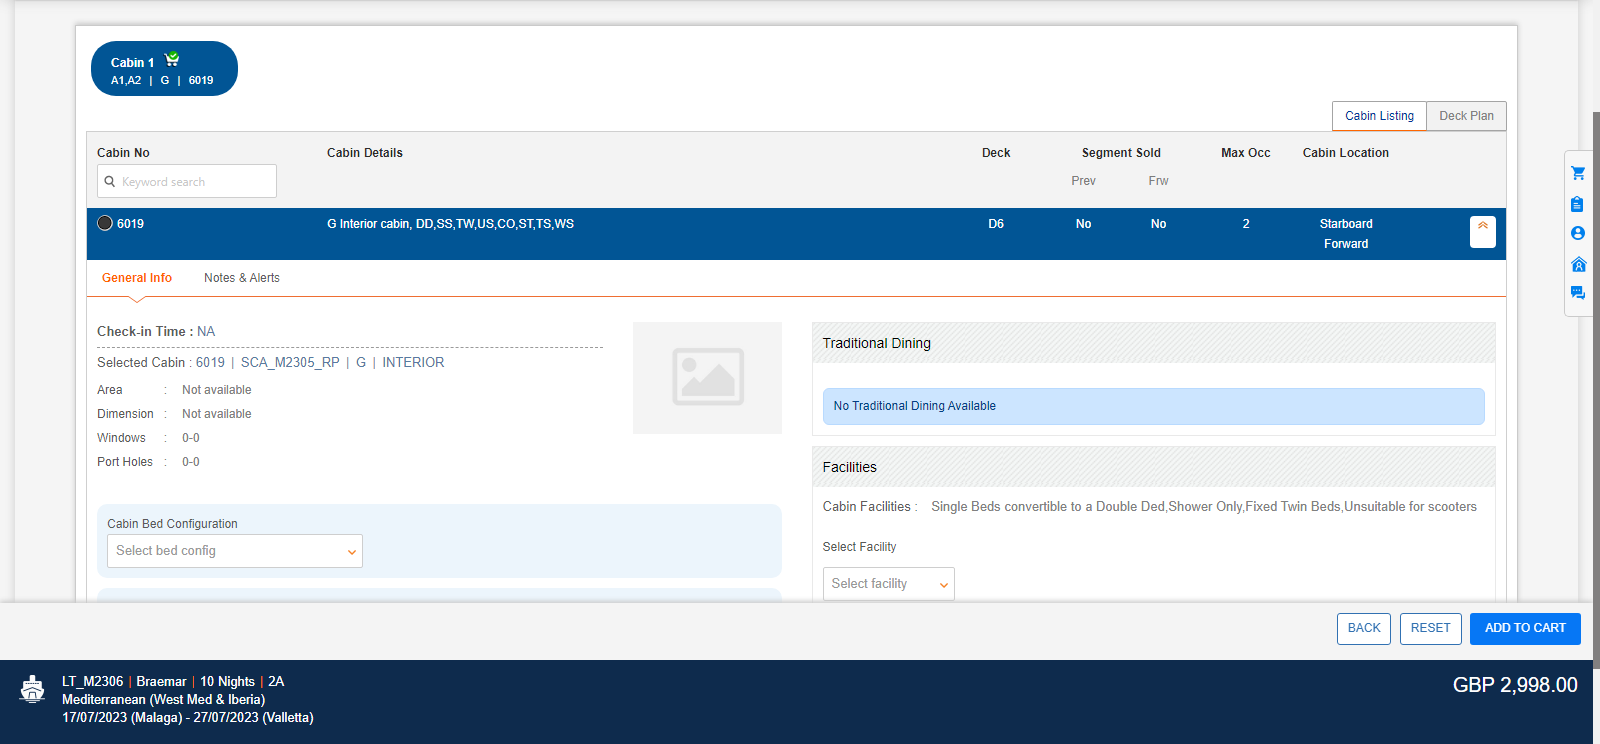 Cabin 1
A1,A2 | G | 6019
Cabin Listing Deck Plan
Cabin No Cabin Details Deck Segment Sold Max Occ Cabin Location
Keyword search Prev Frw
6019 G Interior cabin, DD,SS,TW,US,CO,ST,TS,WS D6 No No 2 Starboard
Forward
General Info Notes & Alerts
Check-in Time : NA
Selected Cabin : 6019 | SCA_M2305_RP | G | INTERIOR
Area : Not available
Dimension : Not available
Windows : 0-0
Port Holes : 0-0
Cabin Bed Configuration
Select bed config
Traditional Dining
No Traditional Dining Available
Facilities
Cabin Facilities : Single Beds convertible to a Double Ded,Shower Only,Fixed Twin Beds,Unsuitable for scooters
Select Facility
Select facility
BACK RESET ADD TO CART
LT_M2306 | Braemar | 10 Nights | 2A
Mediterranean (West Med & Iberia)
17/07/2023 (Malaga) - 27/07/2023 (Valletta)
GBP 2,998.00